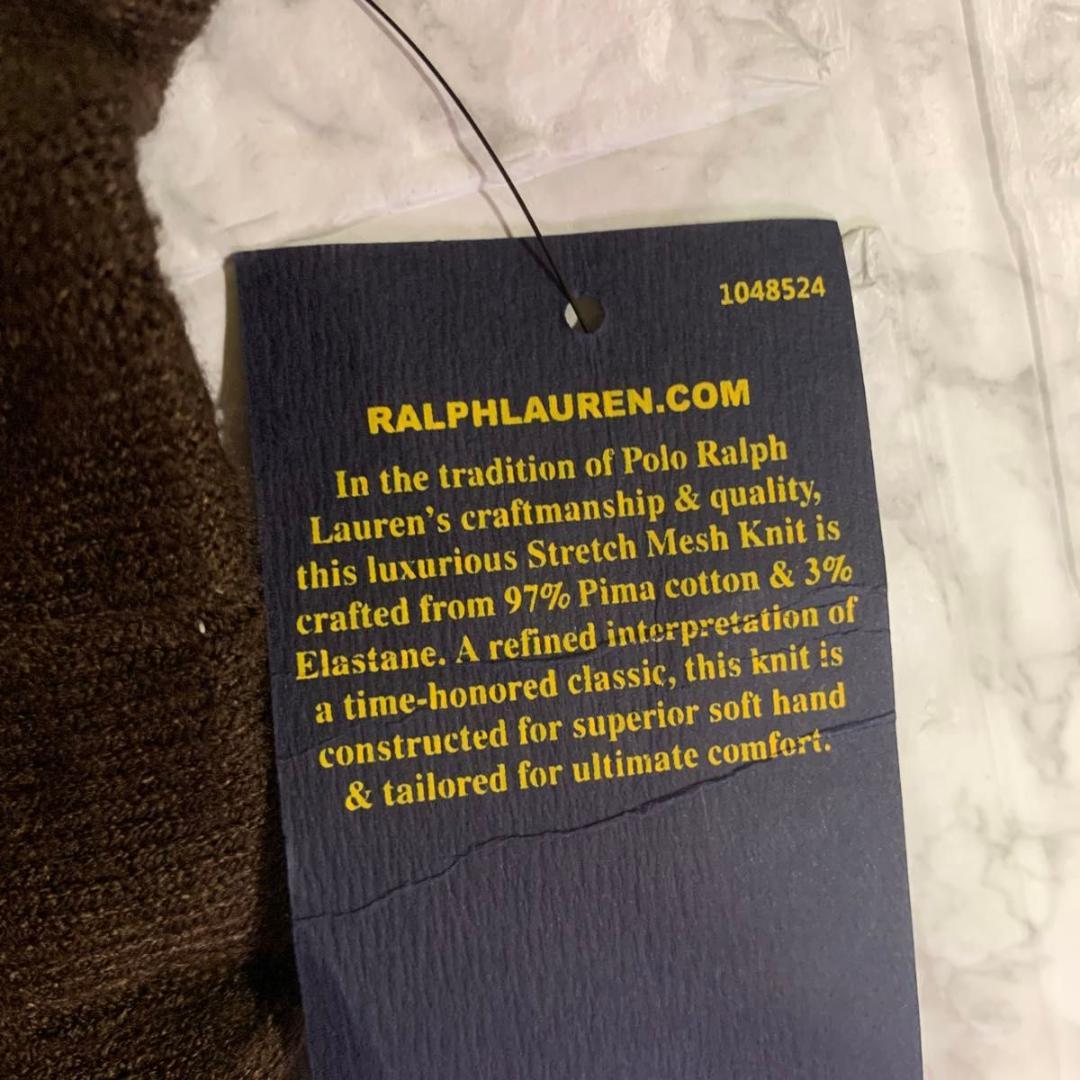 1048524
RALPHLAUREN.COM
In the tradition of Polo Ralph
Lauren's craftmanship & quality,
this luxurious Stretch Mesh Knit is
crafted from 97% Pima cotton & 3%
Elastane. A refined interpretation of
a time-honored classic, this knit is
constructed for superior soft hand
& tailored for ultimate comfort.